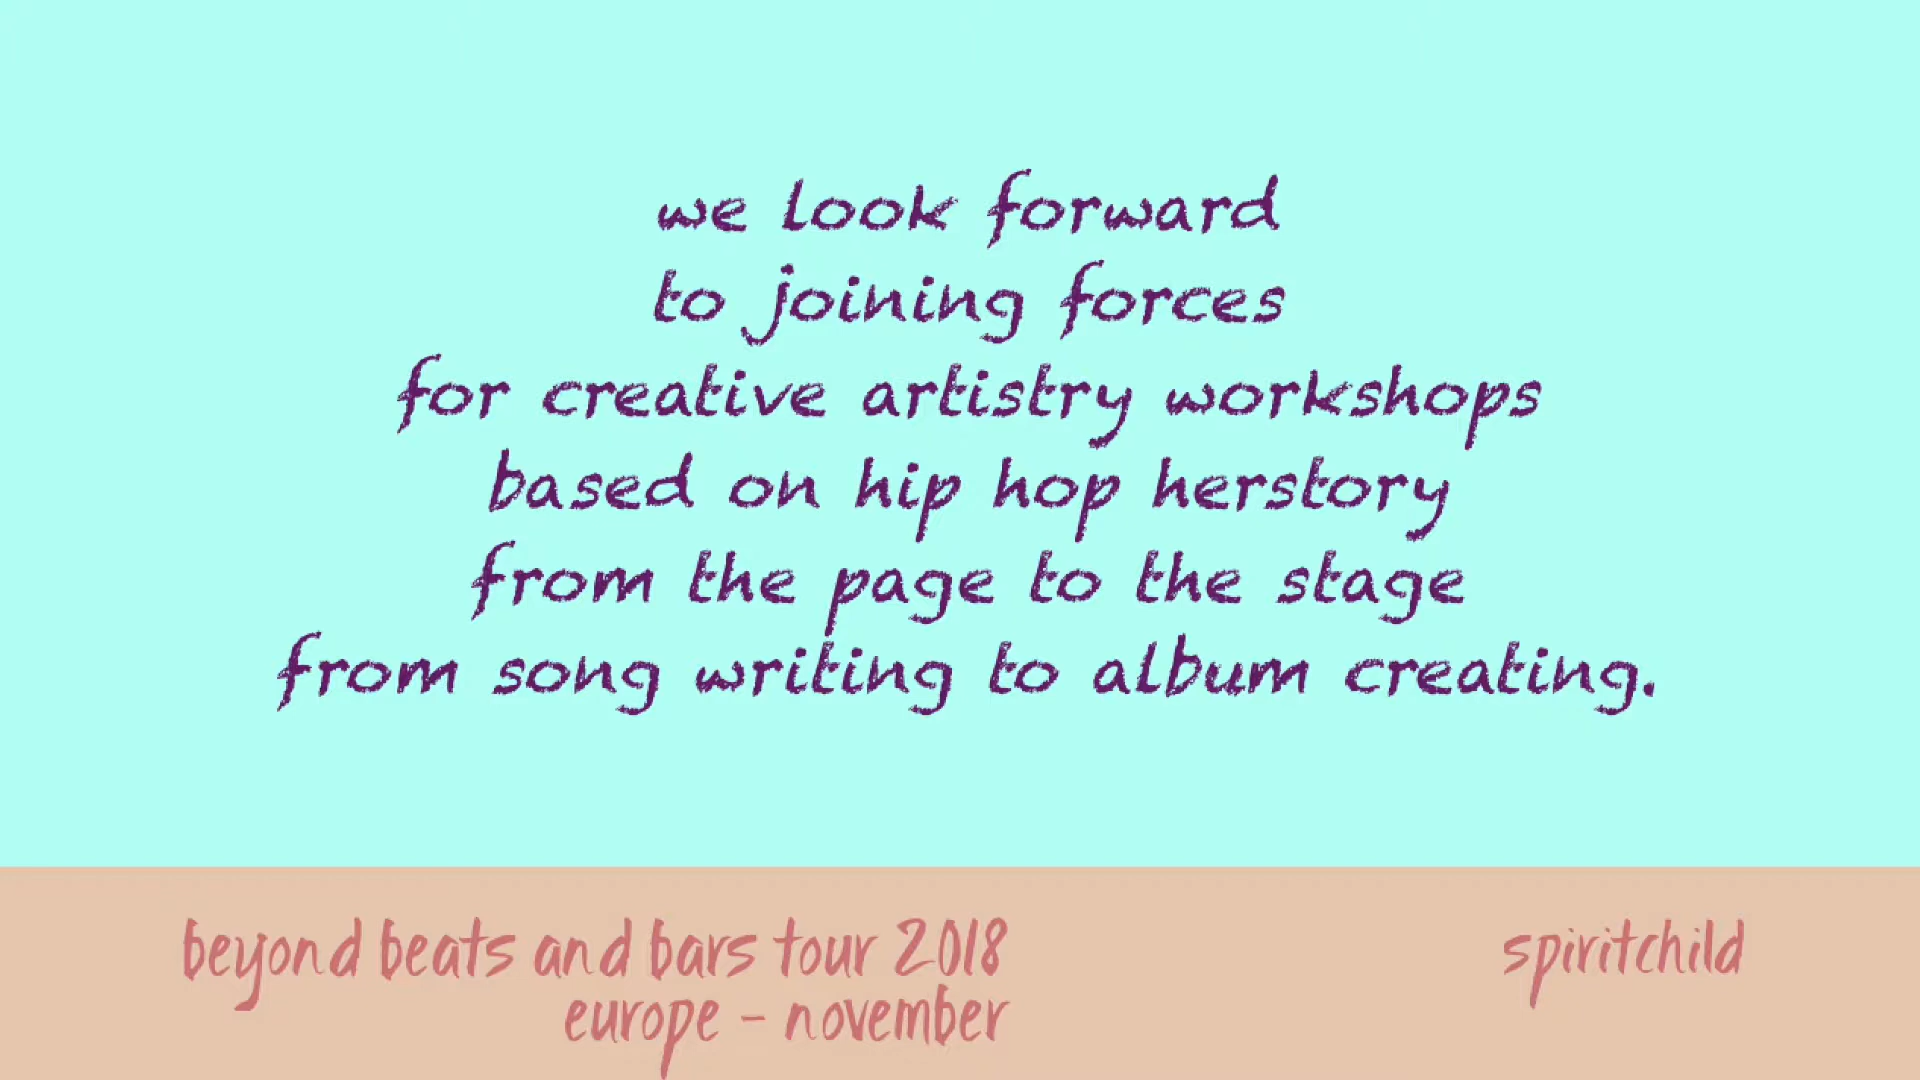 we look forward
to joining forces
for creative artistry workshops
based on hip hop herstory
from the page to the stage
from song writing to album creating.
beyond beats and bars tour 2018
europe - november
spiritchild